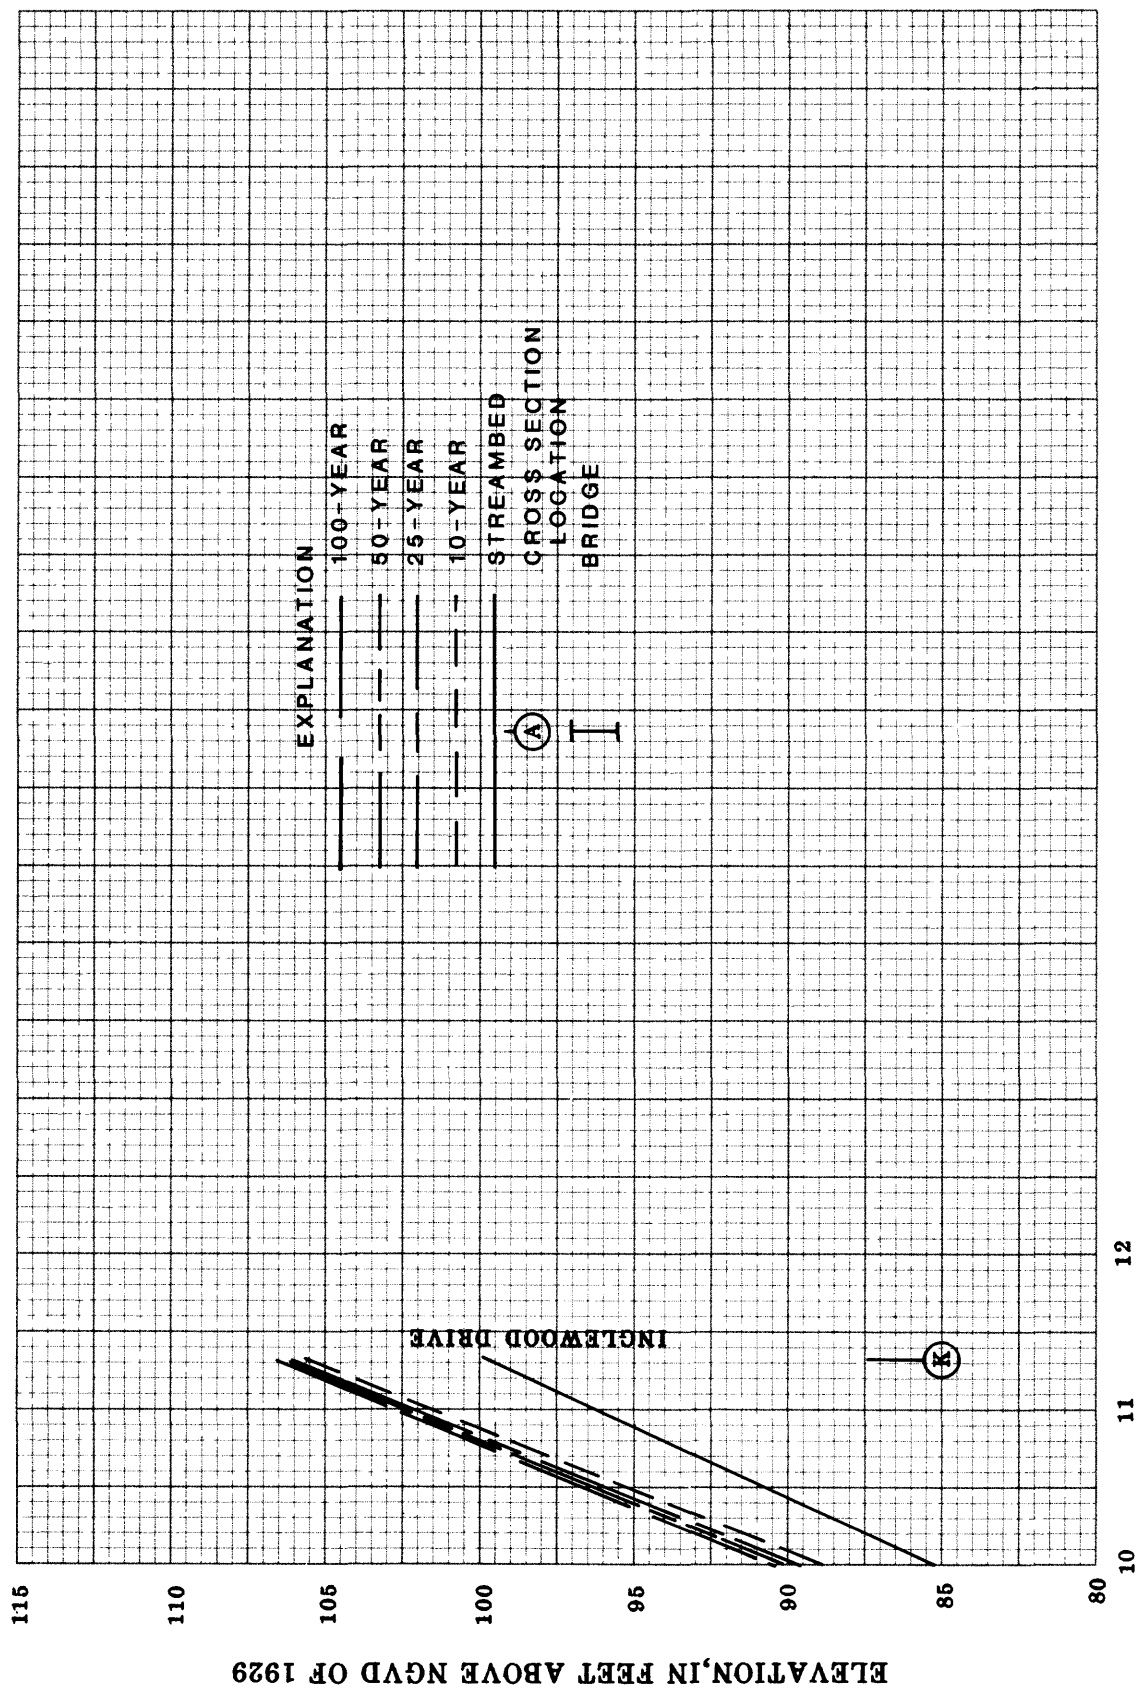 ELEVATION, IN FEET ABOVE NGVD OF 1929
115
110
105
100
95
90
85
80
10
11
12
INGLEWOOD DRIVE
K
EXPLANATION
100-YEAR
50-YEAR
25-YEAR
10-YEAR
STREAMBED
A
CROSS SECTION
LOCATION
BRIDGE